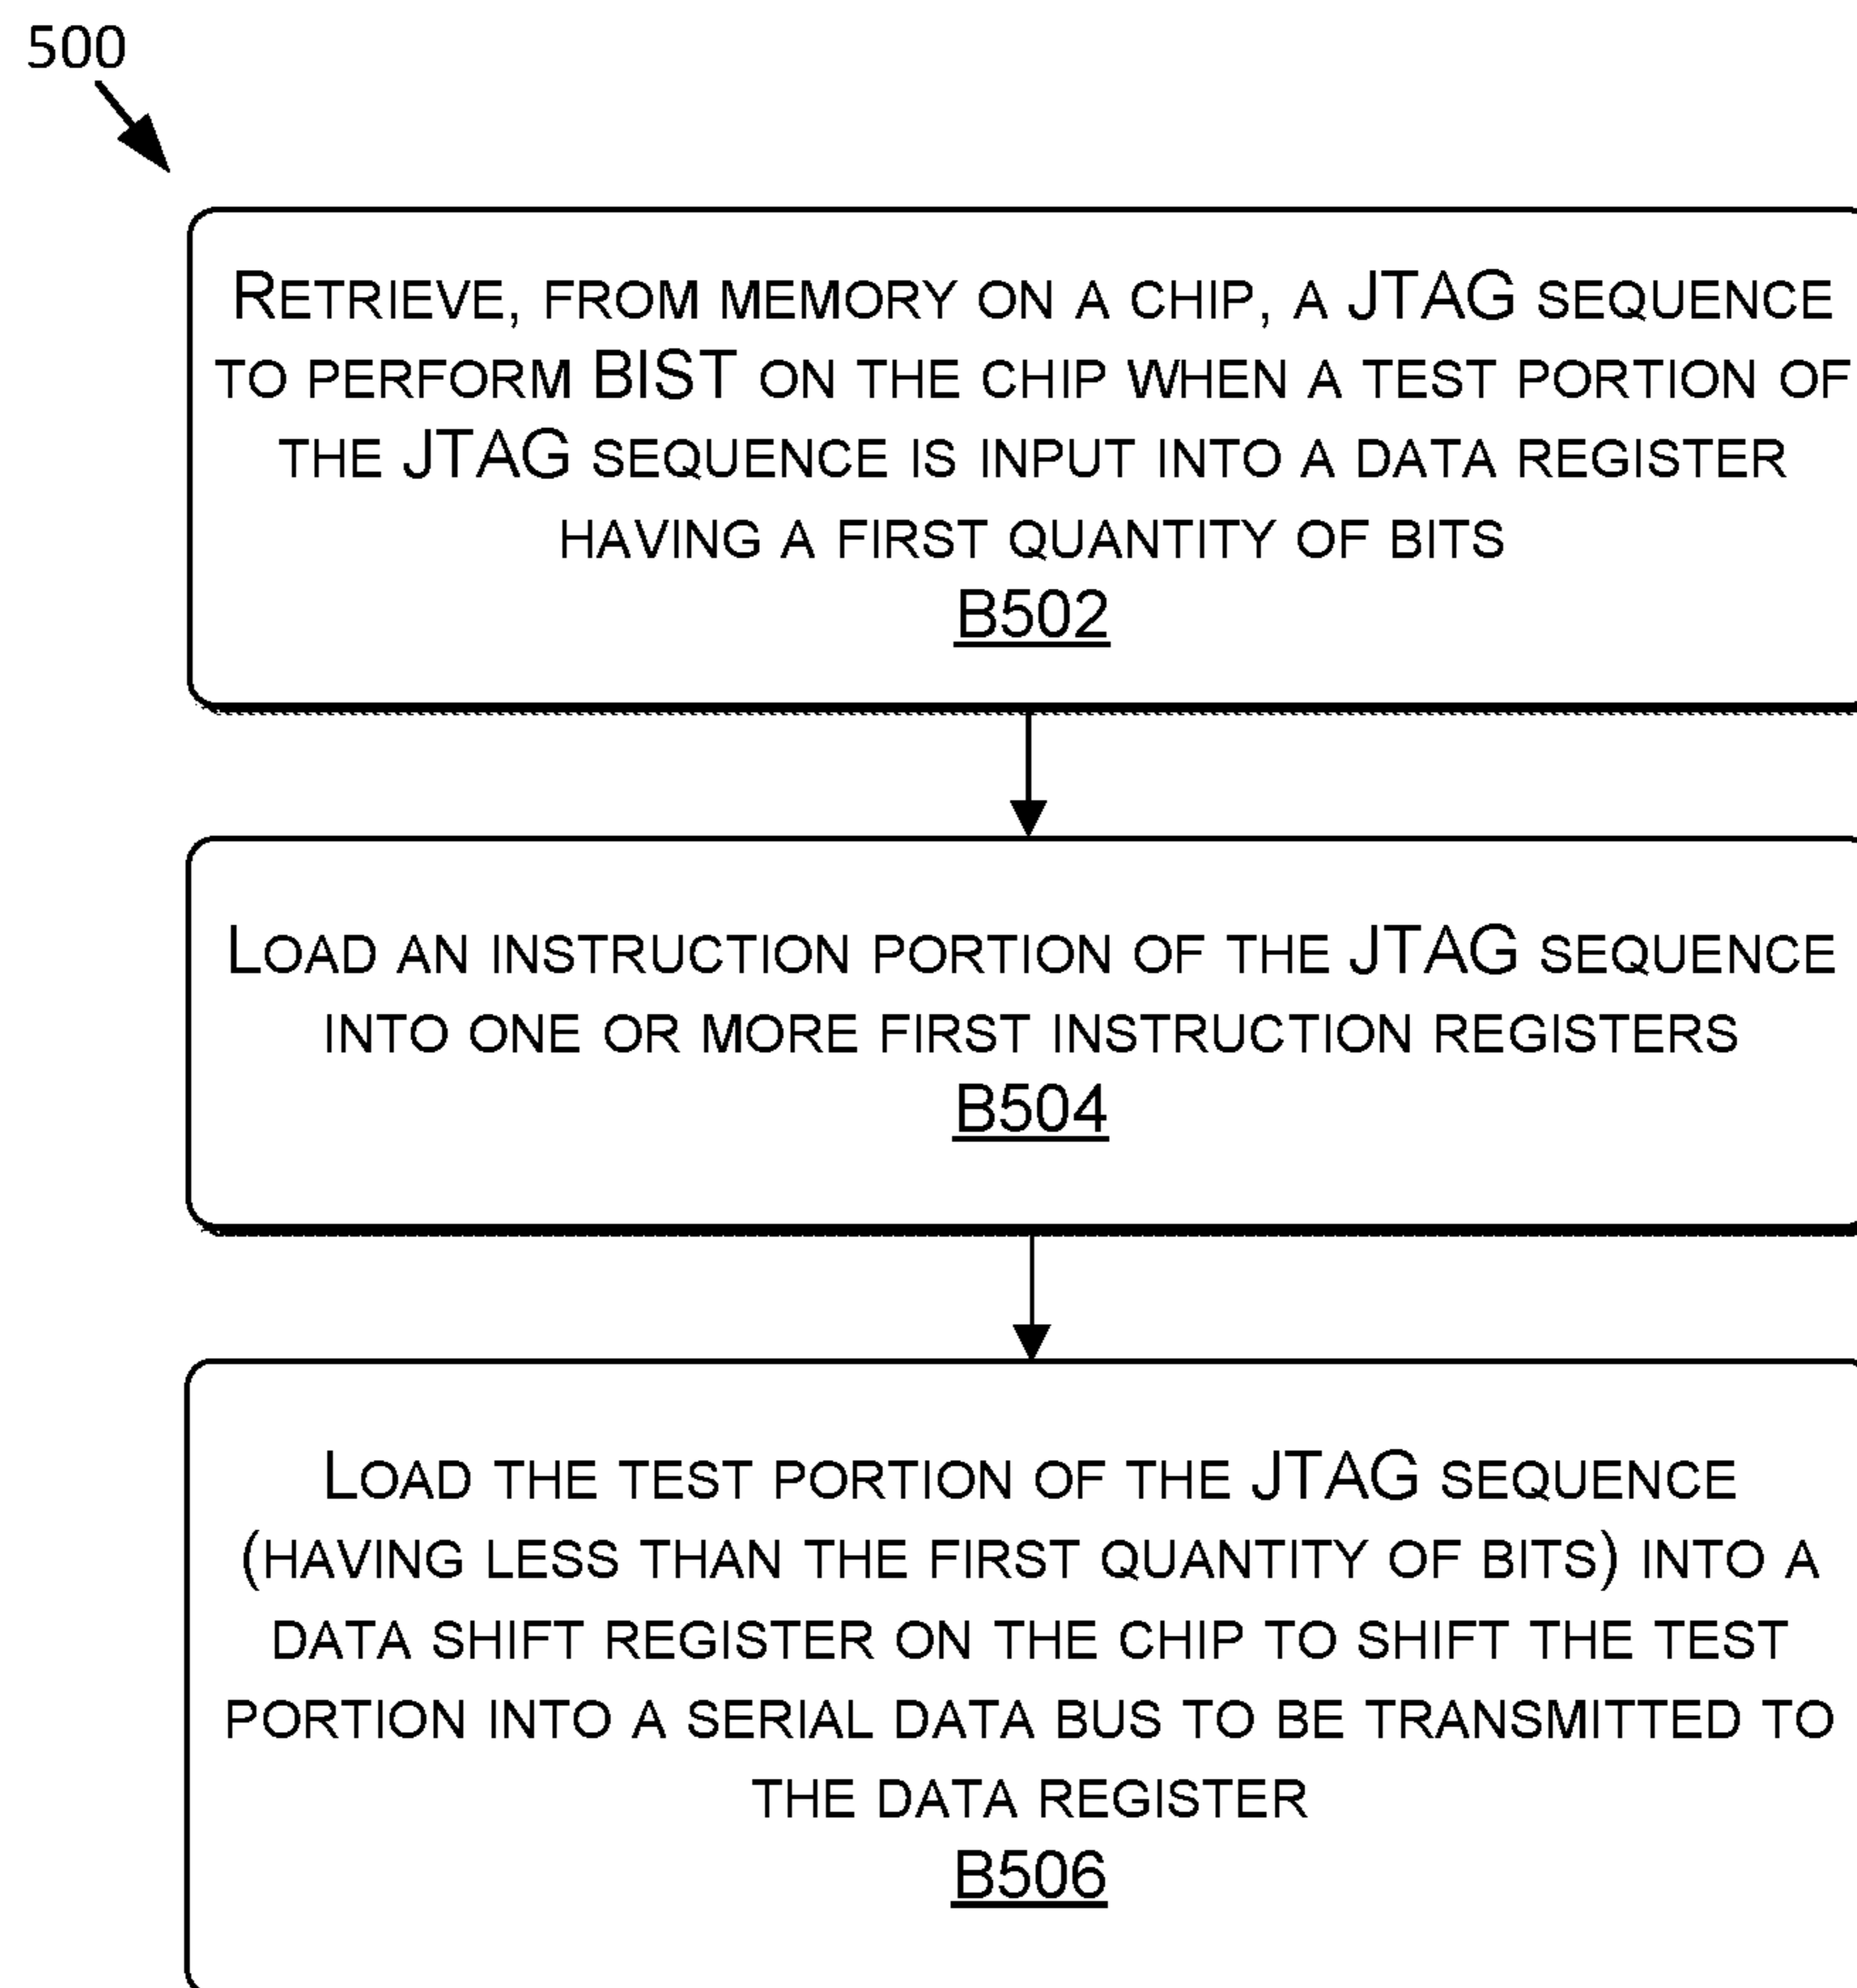 500
Retrieve, from memory on a chip, a JTAG sequence
to perform BIST on the chip when a test portion of
the JTAG sequence is input into a data register
having a first quantity of bits
B502
Load an instruction portion of the JTAG sequence
into one or more first instruction registers
B504
Load the test portion of the JTAG sequence
(having less than the first quantity of bits) into a
data shift register on the chip to shift the test
portion into a serial data bus to be transmitted to
the data register
B506